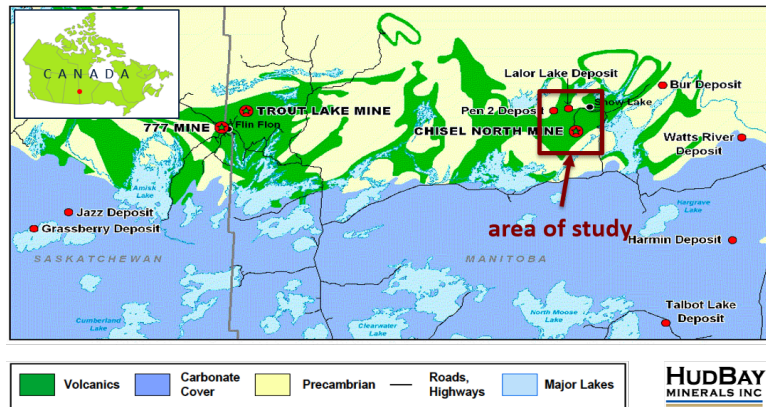 CANADA
Lalor Lake Deposit
Bur Deposit
TROUT LAKE MINE
Pen 2 Deposit
Snow Lake
777 MINE
Flin Flon
CHISEL NORTH MINE
Watts River
Deposit
Amisk
Lake
Jazz Deposit
Hargrave
Lake
Grassberry Deposit
area of study
Harmin Deposit
SASKATCHEWAN
MANITOBA
Talbot Lake
Deposit
Cumberland
Lake
Clearwater
Lake
North Moose
Lake
Volcanics
Carbonate
Cover
Precambrian
Roads,
Highways
Major Lakes
HUDBAY
MINERALS INC